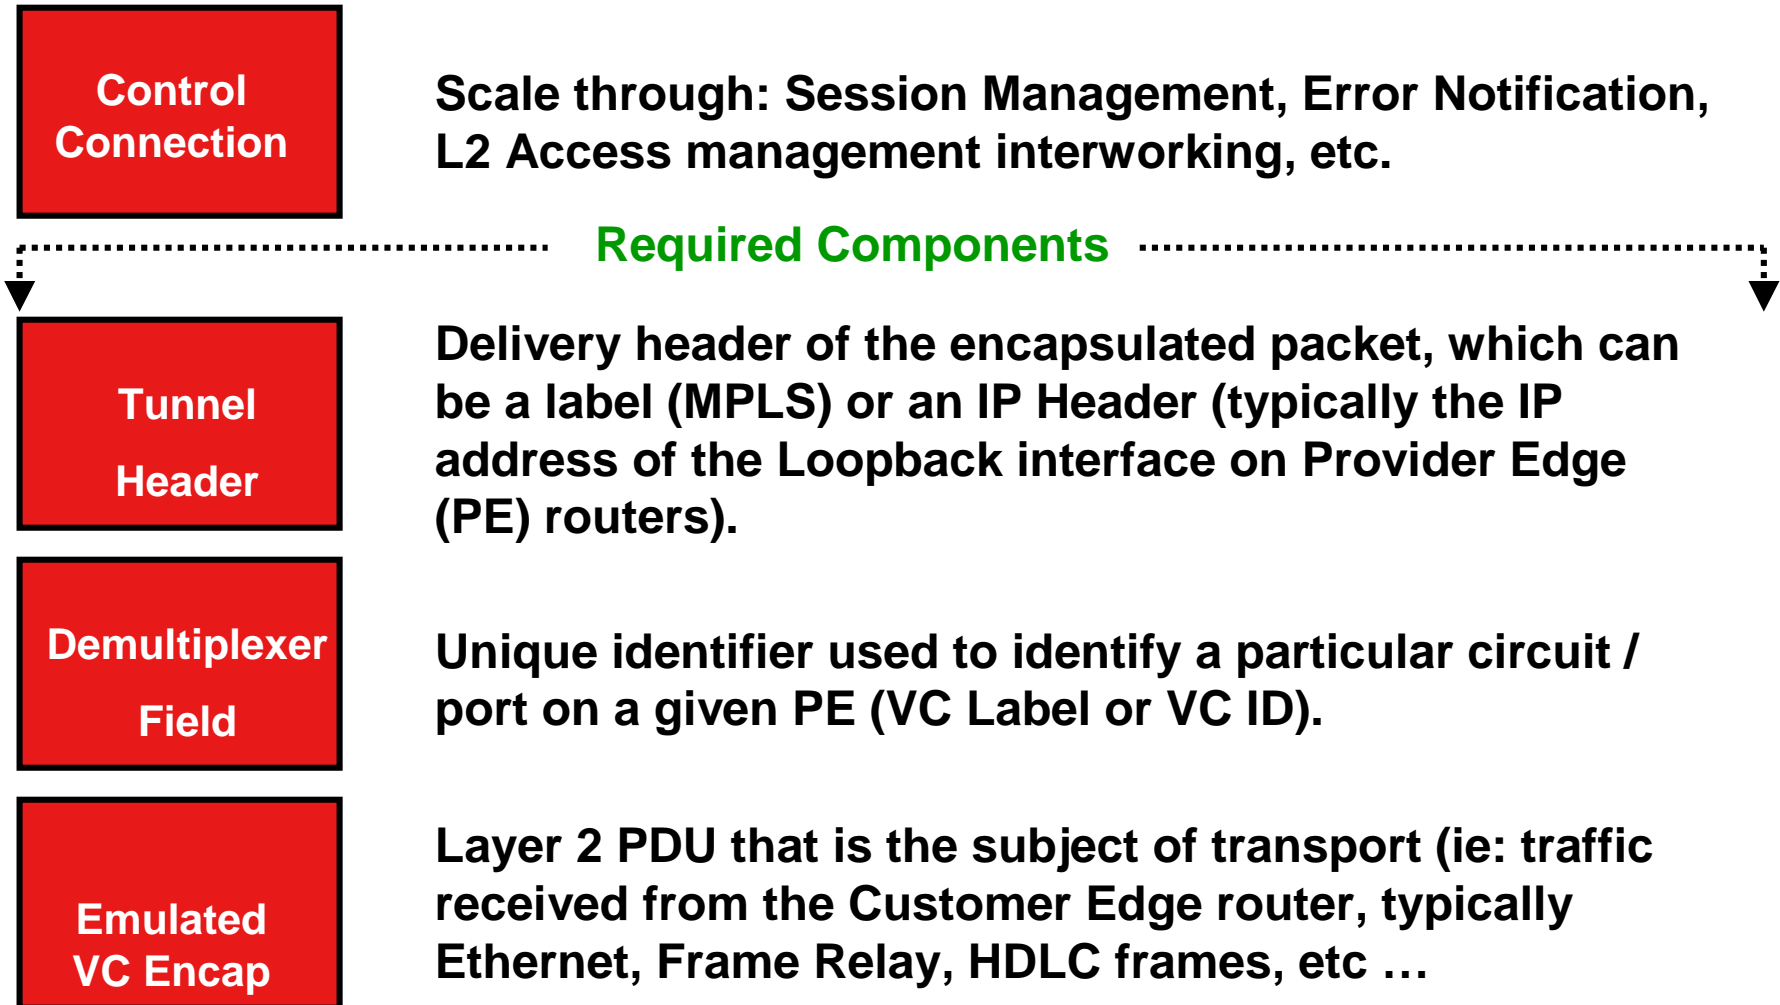 Control
Connection
Scale through: Session Management, Error Notification,
L2 Access management interworking, etc.
Required Components
Tunnel
Header
Delivery header of the encapsulated packet, which can
be a label (MPLS) or an IP Header (typically the IP
address of the Loopback interface on Provider Edge
(PE) routers).
Demultiplexer
Field
Unique identifier used to identify a particular circuit /
port on a given PE (VC Label or VC ID).
Emulated
VC Encap
Layer 2 PDU that is the subject of transport (ie: traffic
received from the Customer Edge router, typically
Ethernet, Frame Relay, HDLC frames, etc …